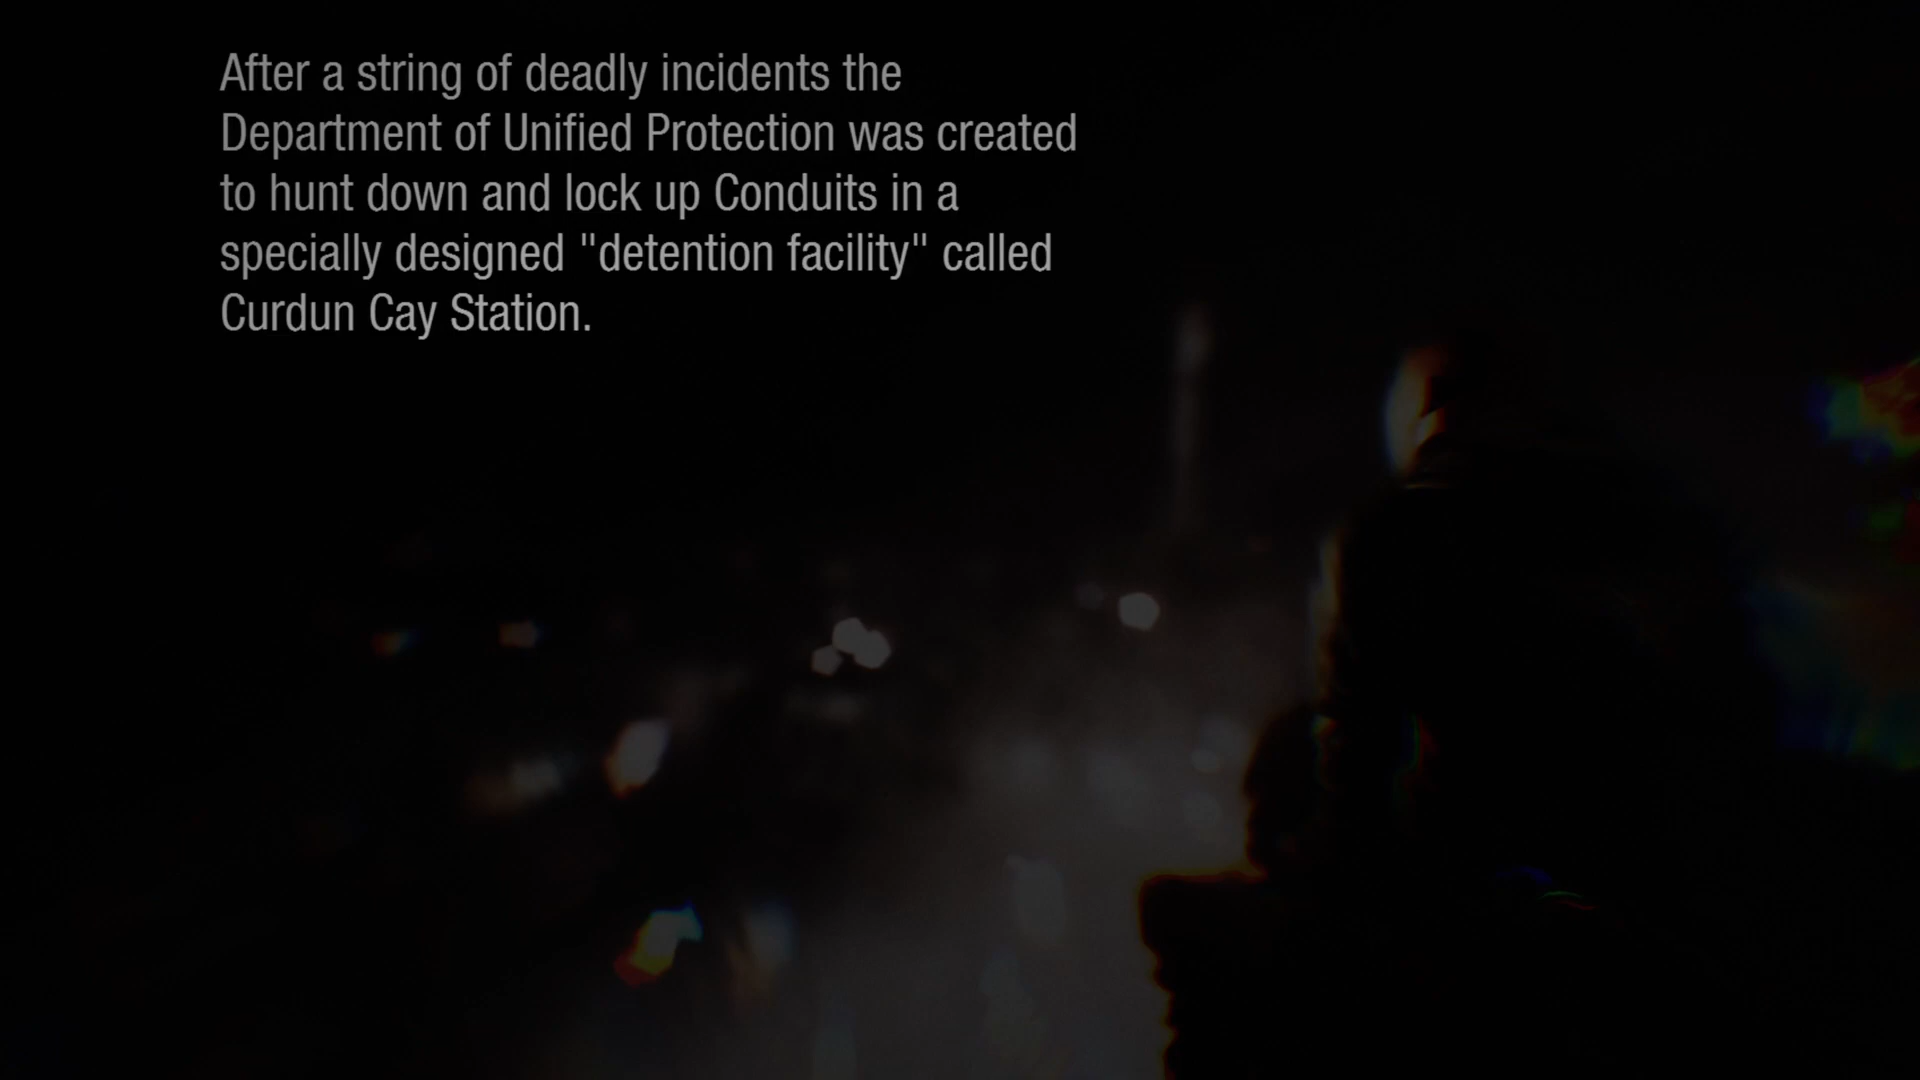 After a string of deadly incidents the
Department of Unified Protection was created
to hunt down and lock up Conduits in a
specially designed "detention facility" called
Curdun Cay Station.